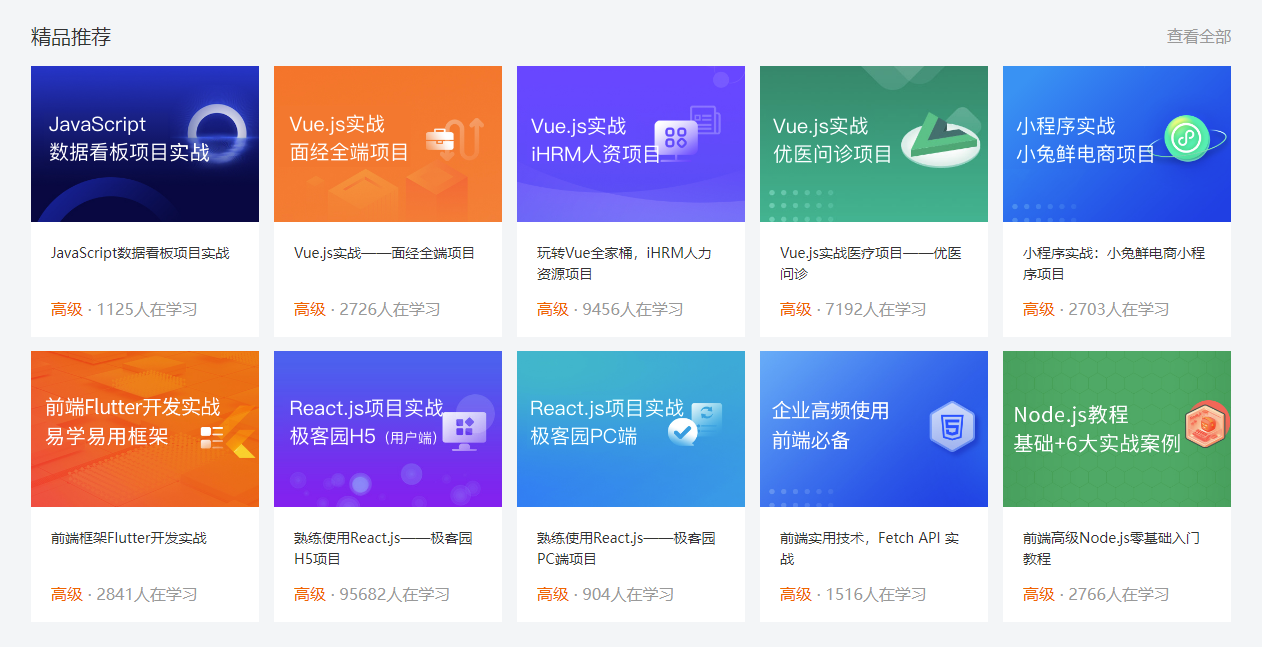 精品推荐
查看全部
JavaScript
数据看板项目实战
JavaScript数据看板项目实战
高级 · 1125人在学习
Vue.js实战
面经全端项目
Vue.js实战——面经全端项目
高级 · 2726人在学习
Vue.js实战
iHRM人资项目
玩转Vue全家桶，iHRM人力
资源项目
高级 · 9456人在学习
Vue.js实战
优医问诊项目
Vue.js实战医疗项目——优医
问诊
高级 · 7192人在学习
小程序实战
小兔鲜电商项目
小程序实战：小兔鲜电商小程
序项目
高级 · 2703人在学习
前端Flutter开发实战
易学易用框架
前端框架Flutter开发实战
高级 · 2841人在学习
React.js项目实战
极客园H5（用户端）
熟练使用React.js——极客园
H5项目
高级 · 95682人在学习
React.js项目实战
极客园PC端
熟练使用React.js——极客园
PC端项目
高级 · 904人在学习
企业高频使用
前端必备
前端实用技术，Fetch API 实
战
高级 · 1516人在学习
Node.js教程
基础+6大实战案例
前端高级Node.js零基础入门
教程
高级 · 2766人在学习